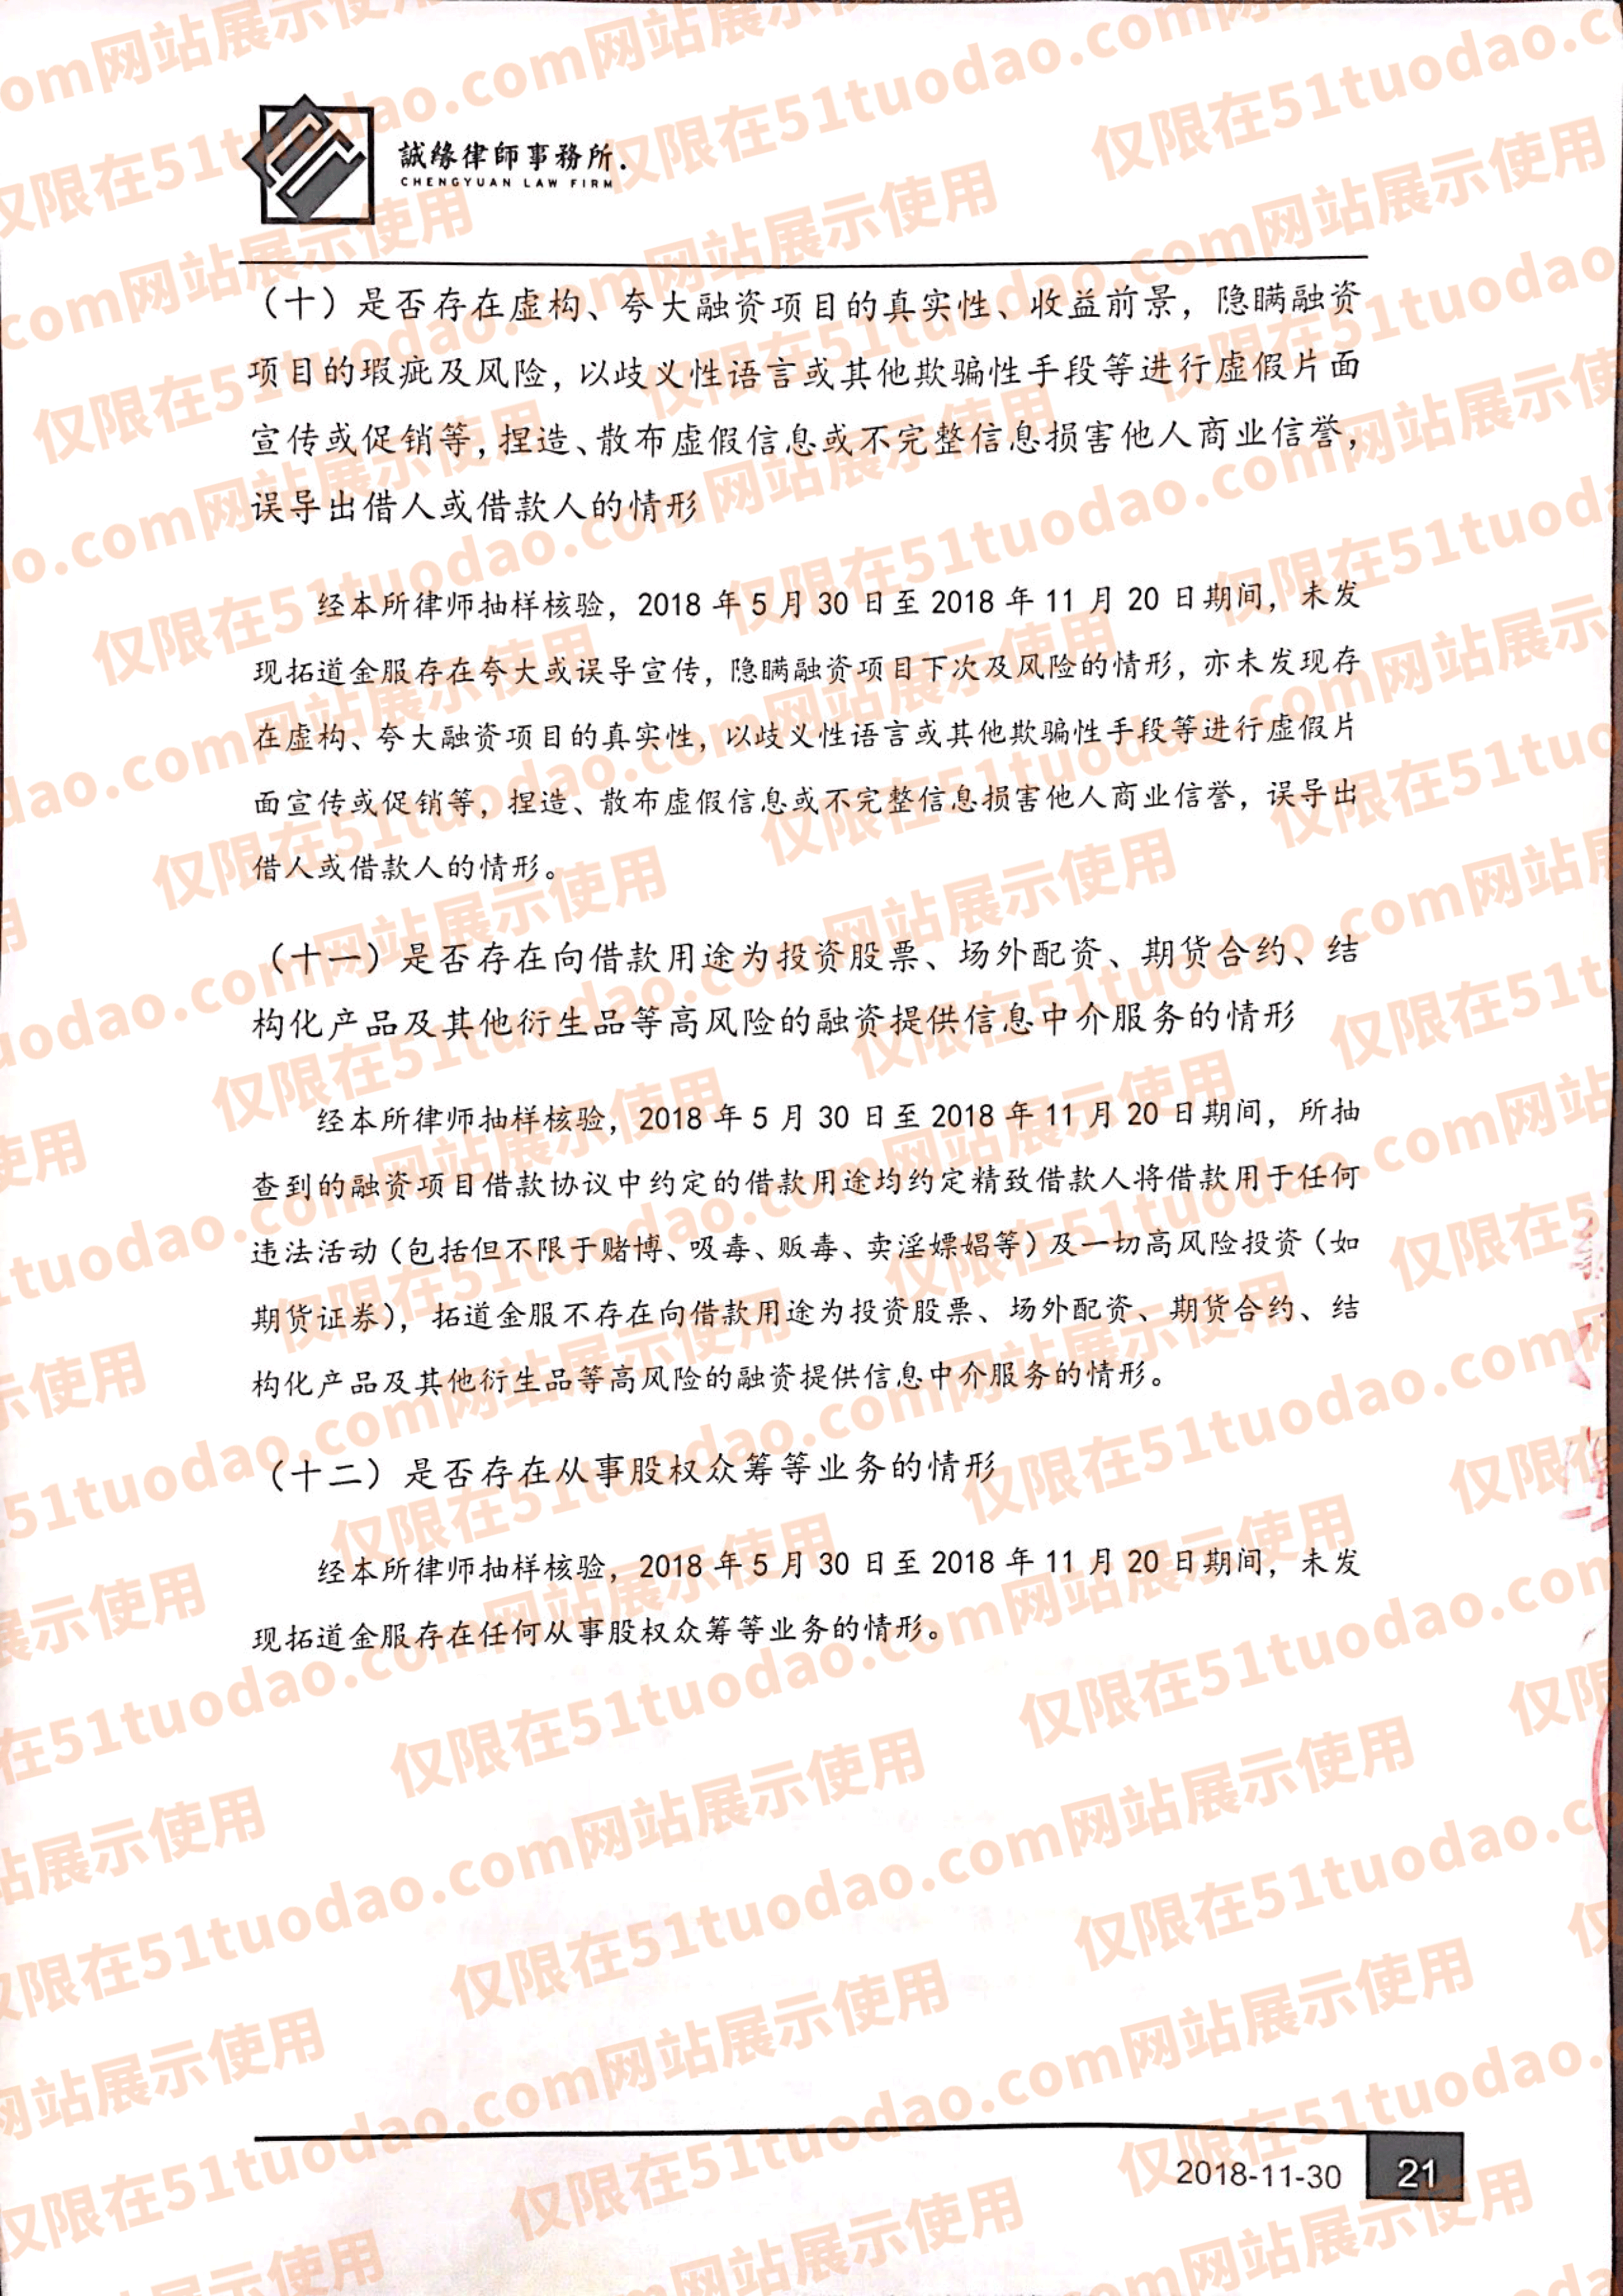 誠緣律師事務所.
CHENGYUAN LAW FIRM
（十）是否存在虚构、夸大融资项目的真实性、收益前景，隐瞒融资
项目的瑕疵及风险，以歧义性语言或其他欺骗性手段等进行虚假片面
宣传或促销等，捏造、散布虚假信息或不完整信息损害他人商业信誉，
误导出借人或借款人的情形
经本所律师抽样核验，2018 年 5 月 30 日至 2018 年 11 月 20 日期间，未发
现拓道金服存在夸大或误导宣传，隐瞒融资项目下次及风险的情形，亦未发现存
在虚构、夸大融资项目的真实性，以歧义性语言或其他欺骗性手段等进行虚假片
面宣传或促销等，捏造、散布虚假信息或不完整信息损害他人商业信誉，误导出
借人或借款人的情形。
（十一）是否存在向借款用途为投资股票、场外配资、期货合约、结
构化产品及其他衍生品等高风险的融资提供信息中介服务的情形
经本所律师抽样核验，2018 年 5 月 30 日至 2018 年 11 月 20 日期间，所抽
查到的融资项目借款协议中约定的借款用途均约定精致借款人将借款用于任何
违法活动（包括但不限于赌博、吸毒、贩毒、卖淫嫖娼等）及一切高风险投资（如
期货证券），拓道金服不存在向借款用途为投资股票、场外配资、期货合约、结
构化产品及其他衍生品等高风险的融资提供信息中介服务的情形。
（十二）是否存在从事股权众筹等业务的情形
经本所律师抽样核验，2018 年 5 月 30 日至 2018 年 11 月 20 日期间，未发
现拓道金服存在任何从事股权众筹等业务的情形。
2018-11-30
21
仅限在51tuodao.com网站展示使用